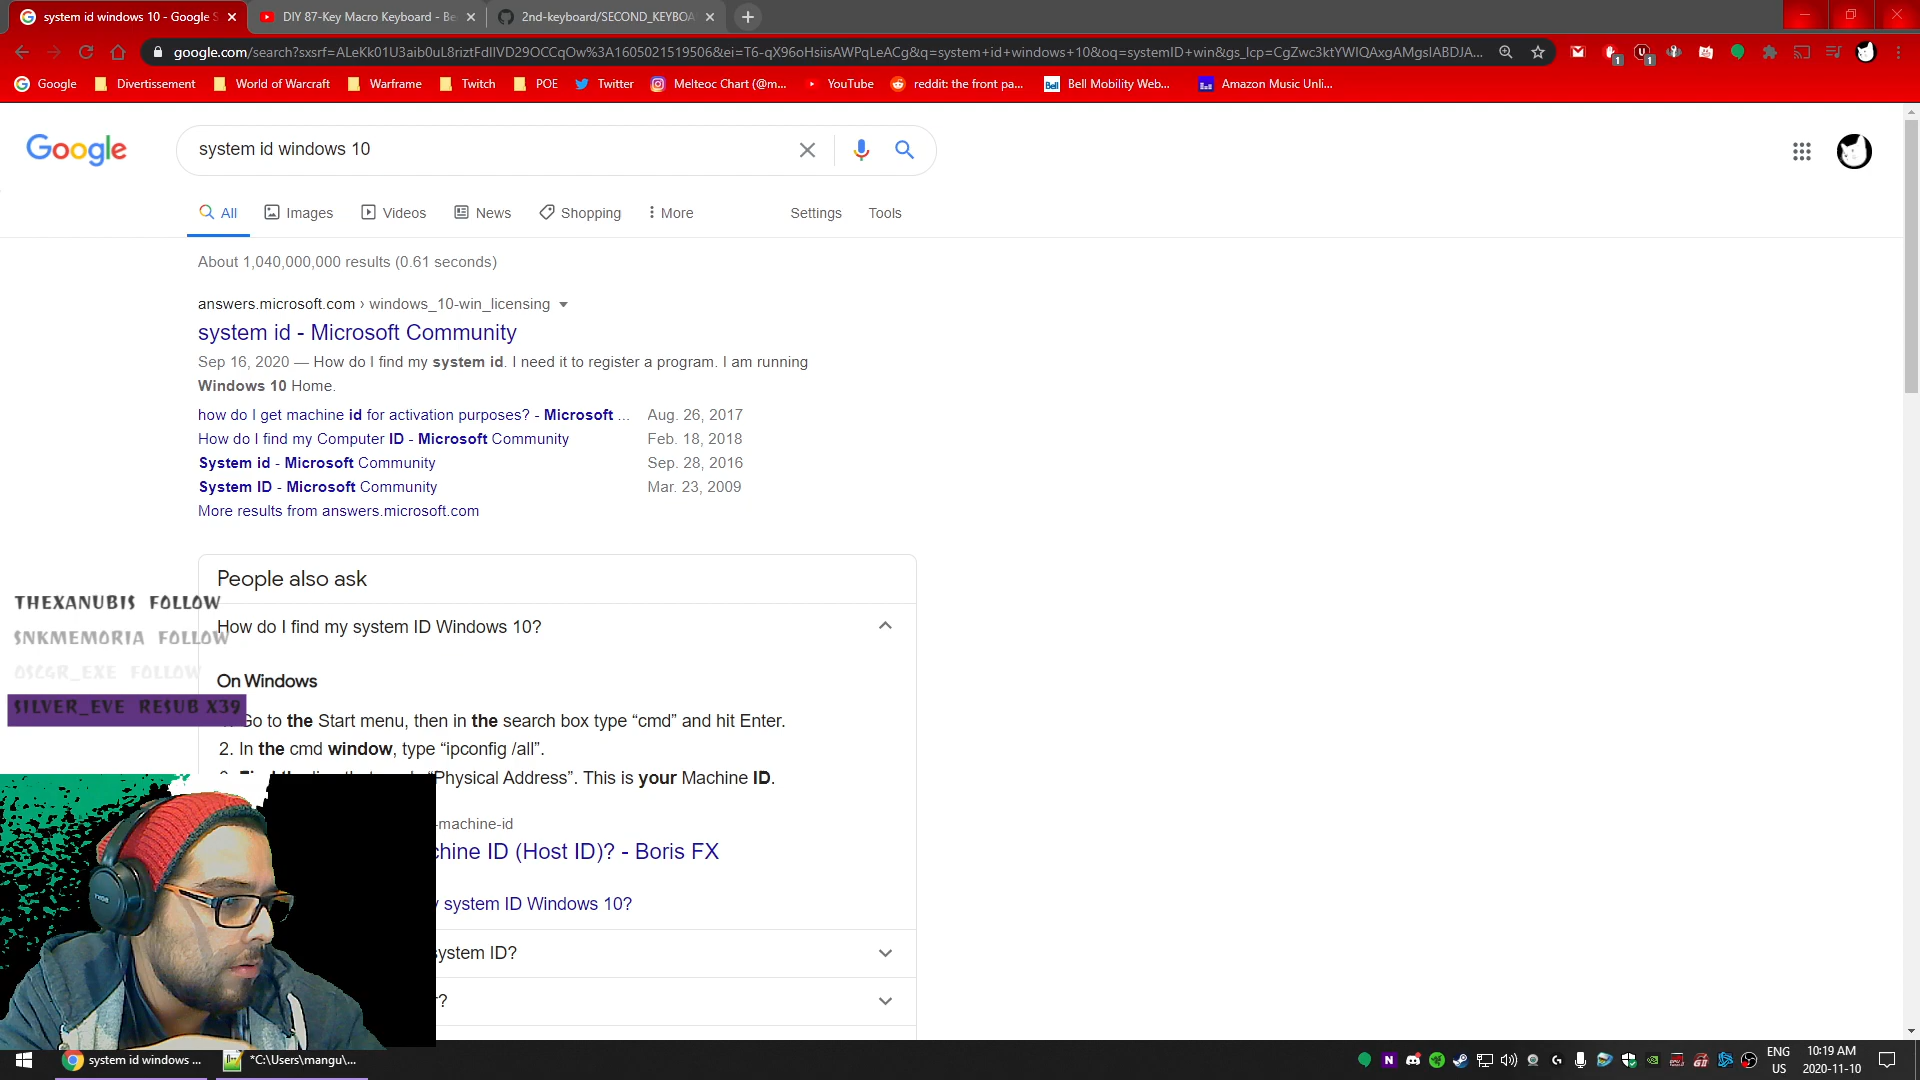 system id windows 10 - Google S
DIY 87-Key Macro Keyboard - Be
2nd-keyboard/SECOND_KEYBOA
google.com/search?sxsrf=ALeKk01U3aib0uL8riztFdlIVD29OCCqOw%3A1605021519506&ei=T6-qX96oHsiisAWPqLeACg&q=system+id+windows+10&oq=systemID+win&gs_lcp=CgZwc3ktYWIQAxgAMgsIABDJA...
1
1
Google
Divertissement
World of Warcraft
Warframe
Twitch
POE
Twitter
Melteoc Chart (@m...
YouTube
reddit: the front pa...
Bell
Bell Mobility Web...
Amazon Music Unli...
Google
system id windows 10
All
Images
Videos
News
Shopping
More
Settings
Tools
About 1,040,000,000 results (0.61 seconds)
answers.microsoft.com › windows_10-win_licensing
system id - Microsoft Community
Sep 16, 2020 — How do I find my system id. I need it to register a program. I am running
Windows 10 Home.
how do I get machine id for activation purposes? - Microsoft ...
Aug. 26, 2017
How do I find my Computer ID - Microsoft Community
Feb. 18, 2018
System id - Microsoft Community
Sep. 28, 2016
System ID - Microsoft Community
Mar. 23, 2009
More results from answers.microsoft.com
People also ask
THEXANUBIS FOLLOW
How do I find my system ID Windows 10?
SNKMEMORIA FOLLOW
OSC4R_EXE FOLLOW
On Windows
SILVER_EVE RESUB X39
Go to the Start menu, then in the search box type “cmd” and hit Enter.
2. In the cmd window, type “ipconfig /all”.
“Physical Address”. This is your Machine ID.
-machine-id
chine ID (Host ID)? - Boris FX
system ID Windows 10?
system ID?
?
system id windows ...
*C:\Users\mangu\...
ENG
US
10:19 AM
2020-11-10